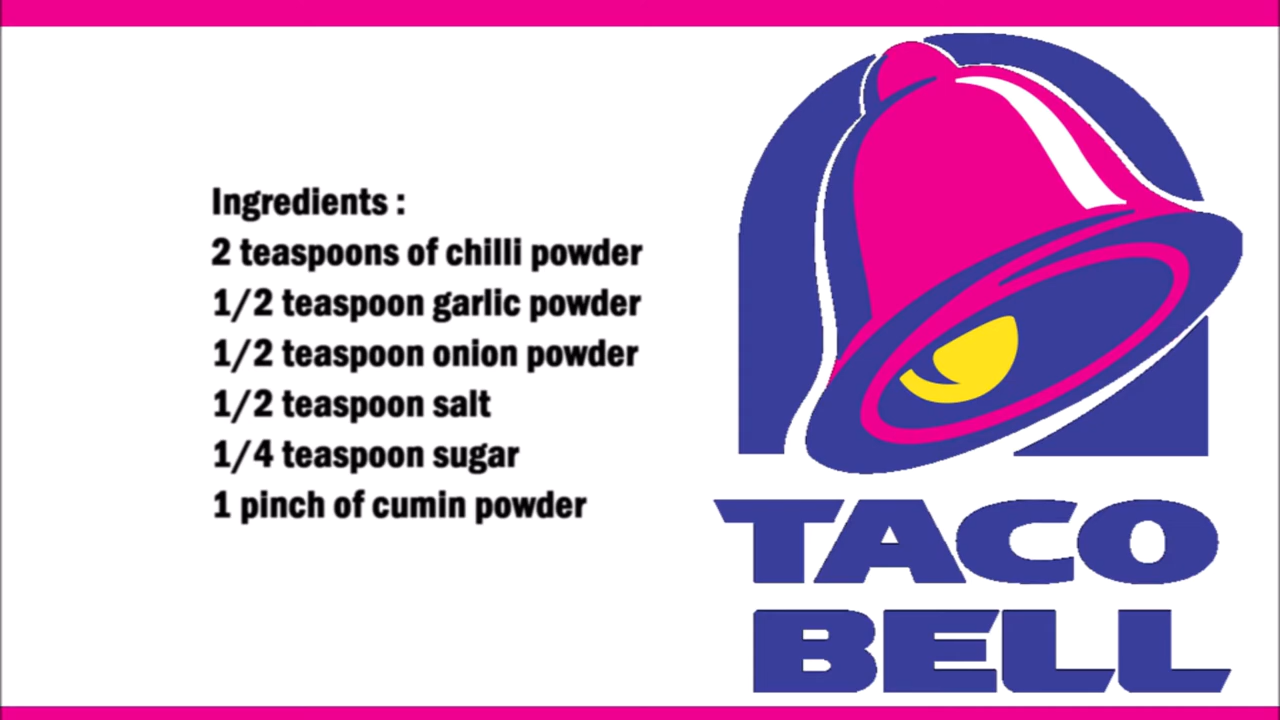 Ingredients :
2 teaspoons of chilli powder
1/2 teaspoon garlic powder
1/2 teaspoon onion powder
1/2 teaspoon salt
1/4 teaspoon sugar
1 pinch of cumin powder
TACO
BELL